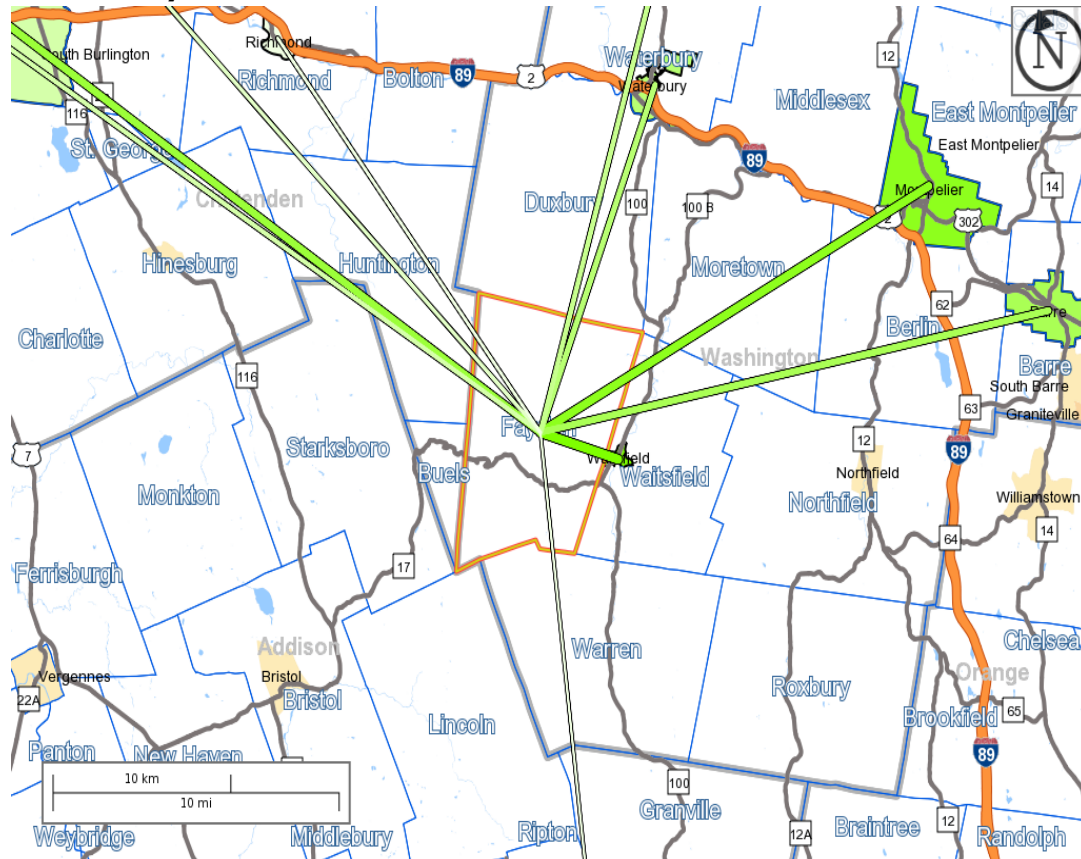 12
N
Richmond
outh Burlington
Waterbury
Richmond
Bolton
89
2
Waterbury
Middlesex
East Montpelier
116
St. George
East Montpelier
89
14
Montpelier
Duxbury
100
100 B
2
302
Hinesburg
Huntington
Moretown
62
Charlotte
Berlin
Washington
Barre
116
South Barre
63
Graniteville
Starksboro
12
89
7
Buels
Waitsfield
Northfield
Monkton
Northfield
Williamstown
14
64
17
Ferrisburgh
Chelsea
Addison
Warren
Orange
Vergennes
Bristol
Roxbury
22A
Bristol
Lincoln
Brookfield
65
Panton
New Haven
89
10 km
100
10 mi
Granville
12
Weybridge
Middlebury
Ripton
12A
Braintree
Randolph